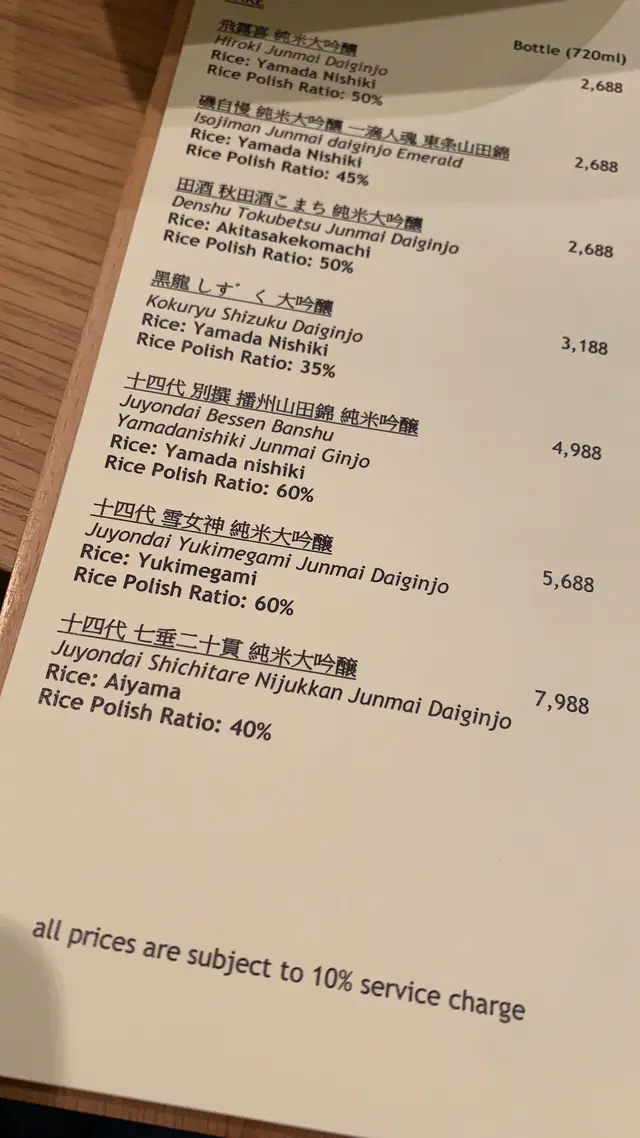 Bottle (720ml)
飛露喜 純米大吟醸
Hiroki Junmai Daiginjo
2,688
Rice: Yamada Nishiki
Rice Polish Ratio: 50%
磯自慢 純米大吟醸 一滴入魂 東条山田錦
Isojiman Junmai daiginjo Emerald
2,688
Rice: Yamada Nishiki
Rice Polish Ratio: 45%
田酒 秋田酒こまち 純米大吟醸
Denshu Tokubetsu Junmai Daiginjo
2,688
Rice: Akitasakekomachi
Rice Polish Ratio: 50%
黒龍 しずく 大吟醸
Kokuryu Shizuku Daiginjo
3,188
Rice: Yamada Nishiki
Rice Polish Ratio: 35%
十四代 別撰 播州山田錦 純米吟醸
Juyondai Bessen Banshu
Yamadanishiki Junmai Ginjo
4,988
Rice: Yamada nishiki
Rice Polish Ratio: 60%
十四代 雪女神 純米大吟醸
Juyondai Yukimegami Junmai Daiginjo
5,688
Rice: Yukimegami
Rice Polish Ratio: 60%
十四代 七垂二十貫 純米大吟醸
Juyondai Shichitare Nijukkan Junmai Daiginjo
7,988
Rice: Aiyama
Rice Polish Ratio: 40%
all prices are subject to 10% service charge